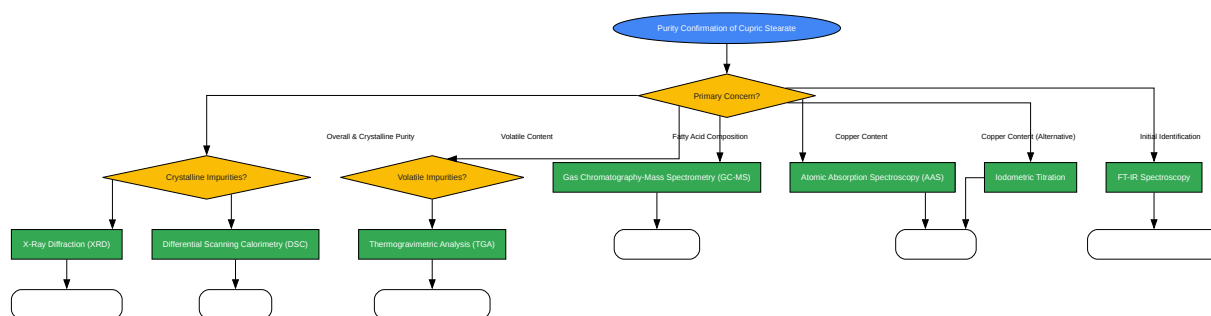 Purity Confirmation of Cupric Stearate
Primary Concern?
Overall & Crystalline Purity
Volatile Content
Fatty Acid Composition
Copper Content
Copper Content (Alternative)
Initial Identification
Crystalline Impurities?
Volatile Impurities?
Gas Chromatography-Mass Spectrometry (GC-MS)
Atomic Absorption Spectroscopy (AAS)
Iodometric Titration
FT-IR Spectroscopy
X-Ray Diffraction (XRD)
Differential Scanning Calorimetry (DSC)
Thermogravimetric Analysis (TGA)